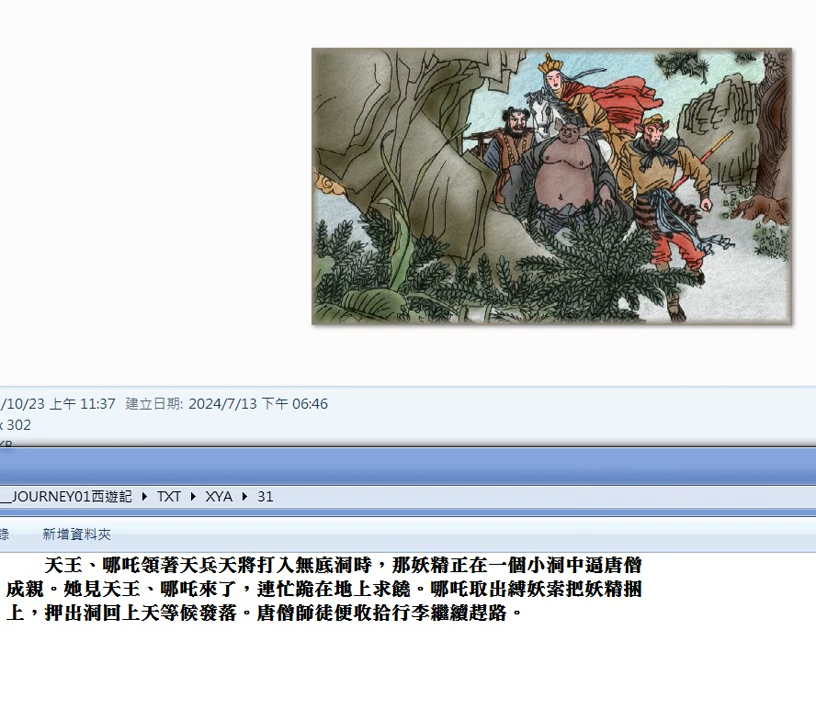 /10/23 上午 11:37 建立日期: 2024/7/13 下午 06:46
x 302
KB
__JOURNEY01西遊記 ▸ TXT ▸ XYA ▸ 31
錄 新增資料夾
天王、哪吒領著天兵天將打入無底洞時，那妖精正在一個小洞中逼唐僧
成親。她見天王、哪吒來了，連忙跪在地上求饒。哪吒取出縛妖索把妖精捆
上，押出洞回上天等候發落。唐僧師徒便收拾行李繼續趕路。